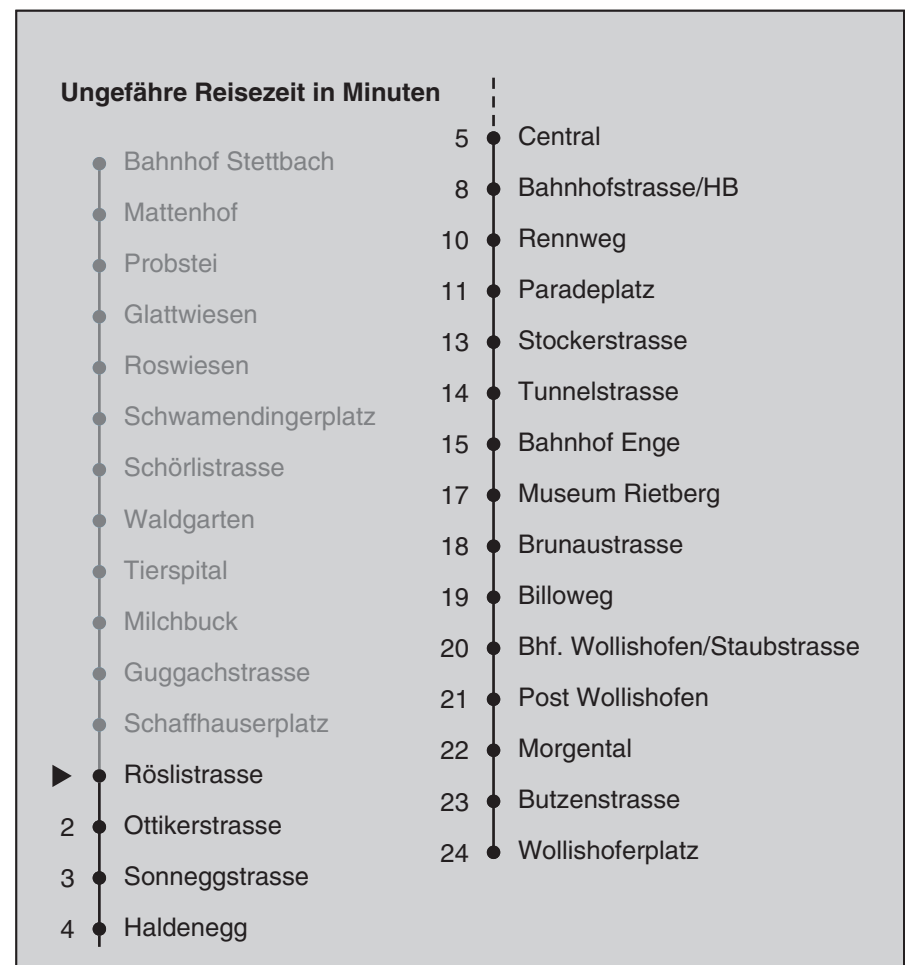 Ungefähre Reisezeit in Minuten
Bahnhof Stettbach
Mattenhof
Probstei
Glattwiesen
Roswiesen
Schwamendingerplatz
Schörlistrasse
Waldgarten
Tierspital
Milchbuck
Guggachstrasse
Schaffhauserplatz
Röslistrasse
2 Ottikerstrasse
3 Sonneggstrasse
4 Haldenegg
5 Central
8 Bahnhofstrasse/HB
10 Rennweg
11 Paradeplatz
13 Stockerstrasse
14 Tunnelstrasse
15 Bahnhof Enge
17 Museum Rietberg
18 Brunaustrasse
19 Billoweg
20 Bhf. Wollishofen/Staubstrasse
21 Post Wollishofen
22 Morgental
23 Butzenstrasse
24 Wollishoferplatz